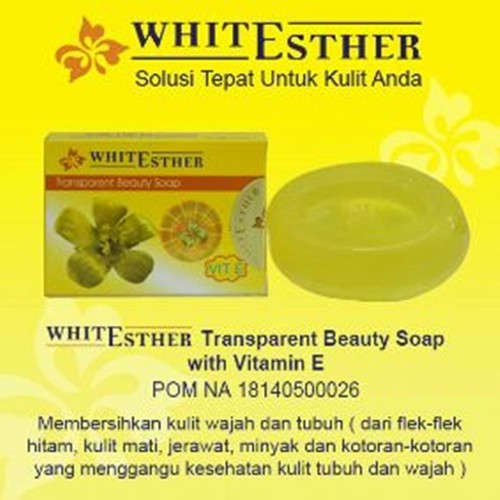 WHITESTHER
Solusi Tepat Untuk Kulit Anda
WHITESTHER
Transparent Beauty Soap
VIT E
WHITESTHER Transparent Beauty Soap
with Vitamin E
POM NA 18140500026
Membersihkan kulit wajah dan tubuh ( dari flek-flek
hitam, kulit mati, jerawat, minyak dan kotoran-kotoran
yang menggangu kesehatan kulit tubuh dan wajah )